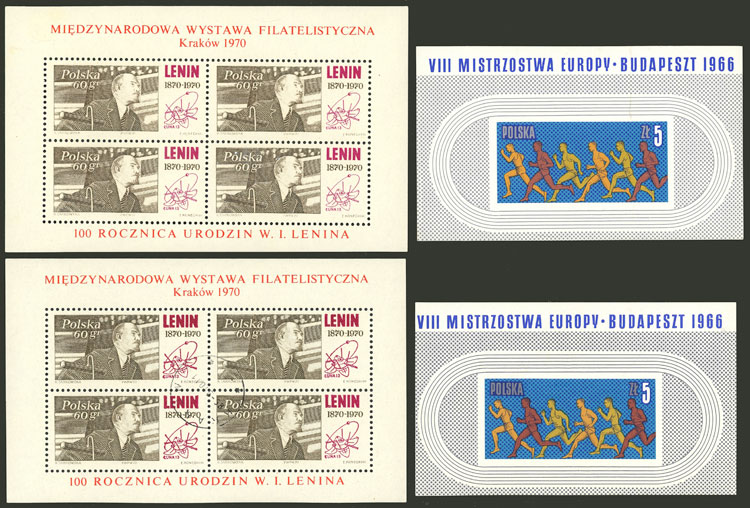 MIĘDZYNARODOWA WYSTAWA FILATELISTYCZNA
Kraków 1970
Polska
60 gr
LENIN
1870-1970
Polska
60 gr
LENIN
1870-1970
Polska
60 gr
LENIN
1870-1970
Polska
60 gr
LENIN
1870-1970
100 ROCZNICA URODZIN W. I. LENINA
VIII MISTRZOSTWA EUROPY • BUDAPESZT 1966
POLSKA ZŁ 5
MIĘDZYNARODOWA WYSTAWA FILATELISTYCZNA
Kraków 1970
Polska
60 gr
LENIN
1870-1970
Polska
60 gr
LENIN
1870-1970
Polska
60 gr
LENIN
1870-1970
Polska
60 gr
LENIN
1870-1970
100 ROCZNICA URODZIN W. I. LENINA
VIII MISTRZOSTWA EUROPY • BUDAPESZT 1966
POLSKA ZŁ 5